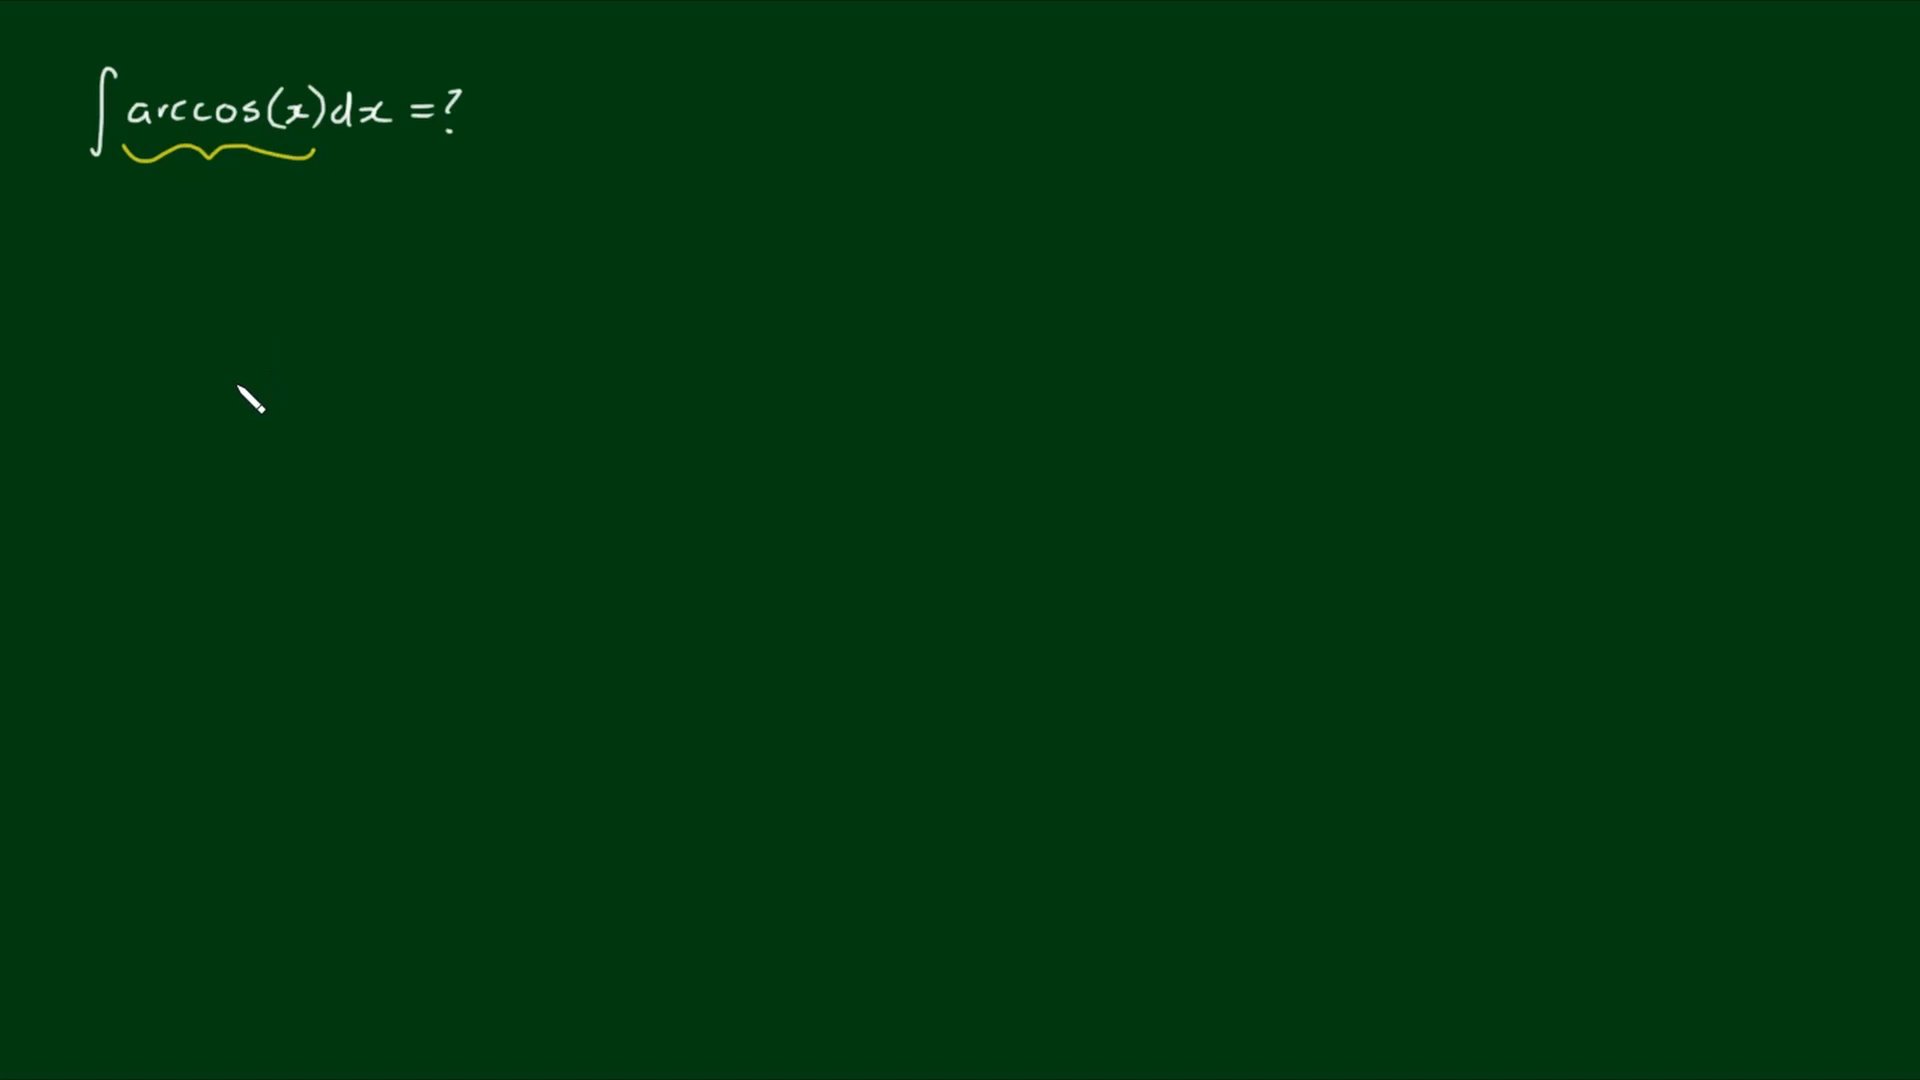 ∫ arccos(x)dx =?